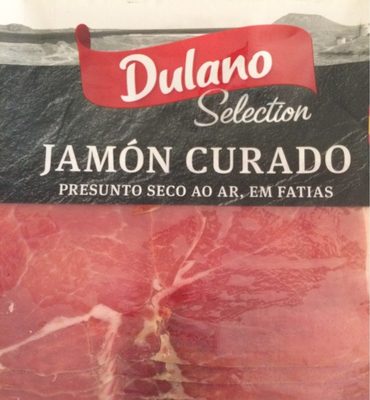 Dulano
Selection
JAMÓN CURADO
PRESUNTO SECO AO AR, EM FATIAS